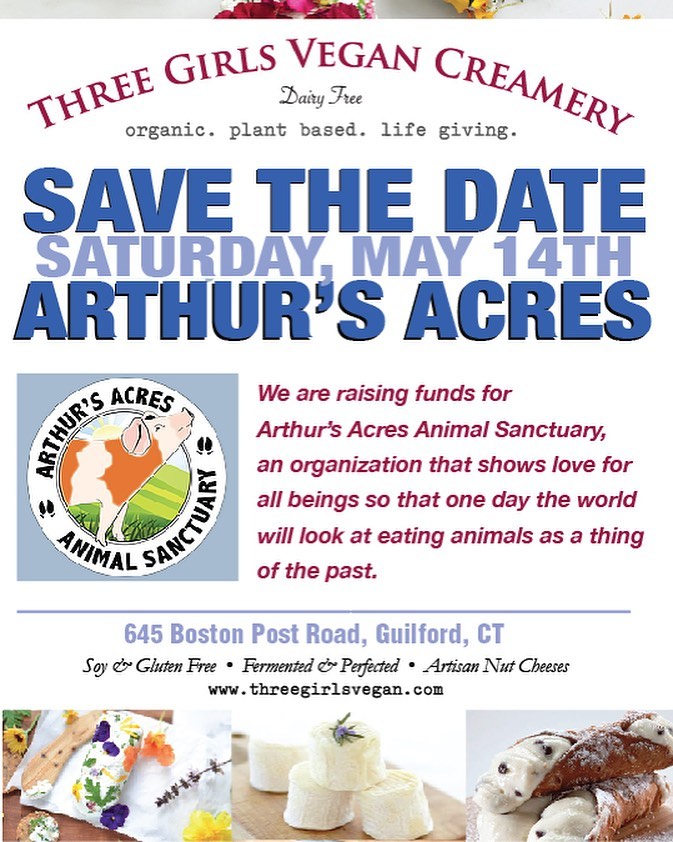 THREE GIRLS VEGAN CREAMERY
Dairy Free
organic. plant based. life giving.
SAVE THE DATE
SATURDAY, MAY 14TH
ARTHUR'S ACRES
ARTHUR'S ACRES
ANIMAL SANCTUARY
We are raising funds for
Arthur's Acres Animal Sanctuary,
an organization that shows love for
all beings so that one day the world
will look at eating animals as a thing
of the past.
645 Boston Post Road, Guilford, CT
Soy & Gluten Free • Fermented & Perfected • Artisan Nut Cheeses
www.threegirlsvegan.com